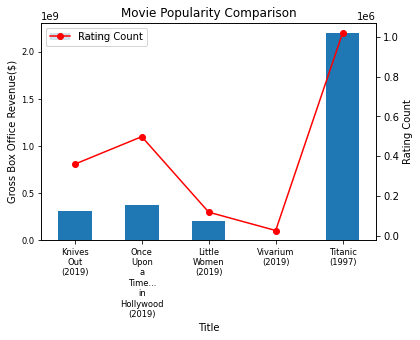 Movie Popularity Comparison
1e9
1e6
Rating Count
Gross Box Office Revenue($)
2.0
1.5
1.0
0.5
0.0
1.0
0.8
0.6
0.4
0.2
0.0
Rating Count
Knives
Out
(2019)
Once
Upon
a
Time...
in
Hollywood
(2019)
Little
Women
(2019)
Vivarium
(2019)
Titanic
(1997)
Title